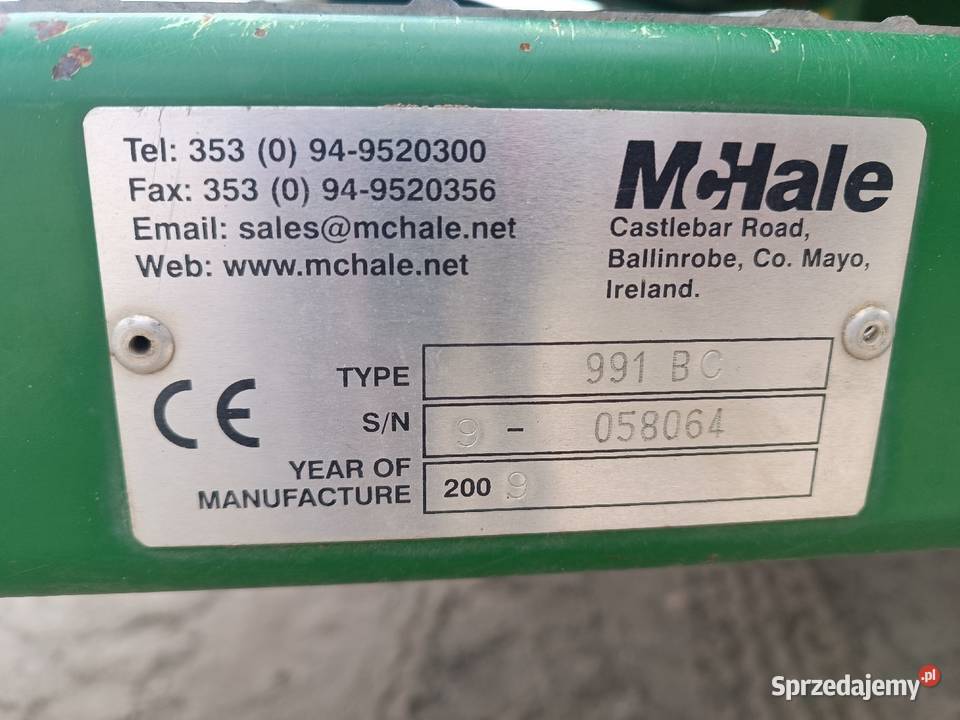 Tel: 353 (0) 94-9520300
Fax: 353 (0) 94-9520356
Email: sales@mchale.net
Web: www.mchale.net
McHale
Castlebar Road,
Ballinrobe, Co. Mayo,
Ireland.
TYPE 991 BC
S/N 9 - 058064
YEAR OF
MANUFACTURE 2009
CE
Sprzedajemy.pl